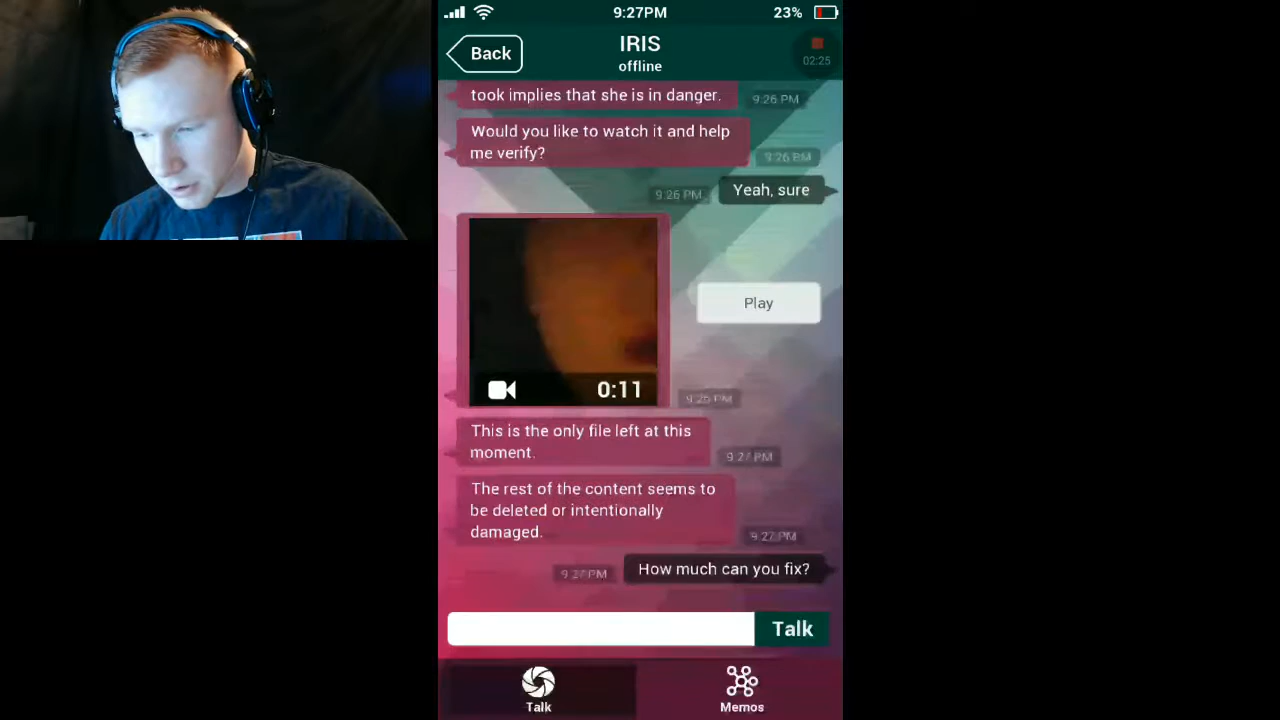 9:27PM
23%
Back
IRIS
offline
02:25
took implies that she is in danger.
9:26 PM
Would you like to watch it and help
me verify?
9:26 PM
9:26 PM
Yeah, sure
Play
0:11
9:26 PM
This is the only file left at this
moment.
9:27 PM
The rest of the content seems to
be deleted or intentionally
damaged.
9:27 PM
9:27 PM
How much can you fix?
Talk
Talk
Memos